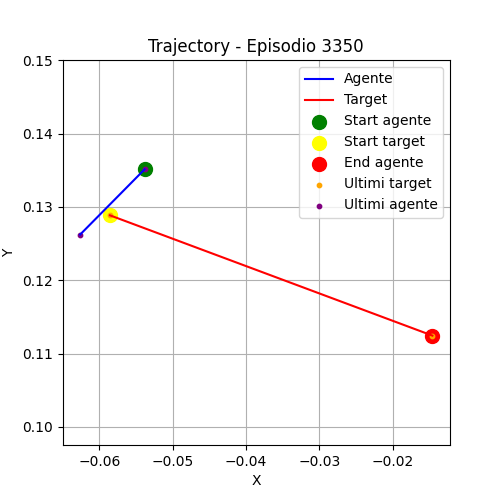 Trajectory - Episodio 3350
0.15
0.14
0.13
0.12
0.11
0.10
Y
Agente
Target
Start agente
Start target
End agente
Ultimi target
Ultimi agente
−0.06
−0.05
−0.04
−0.03
−0.02
X